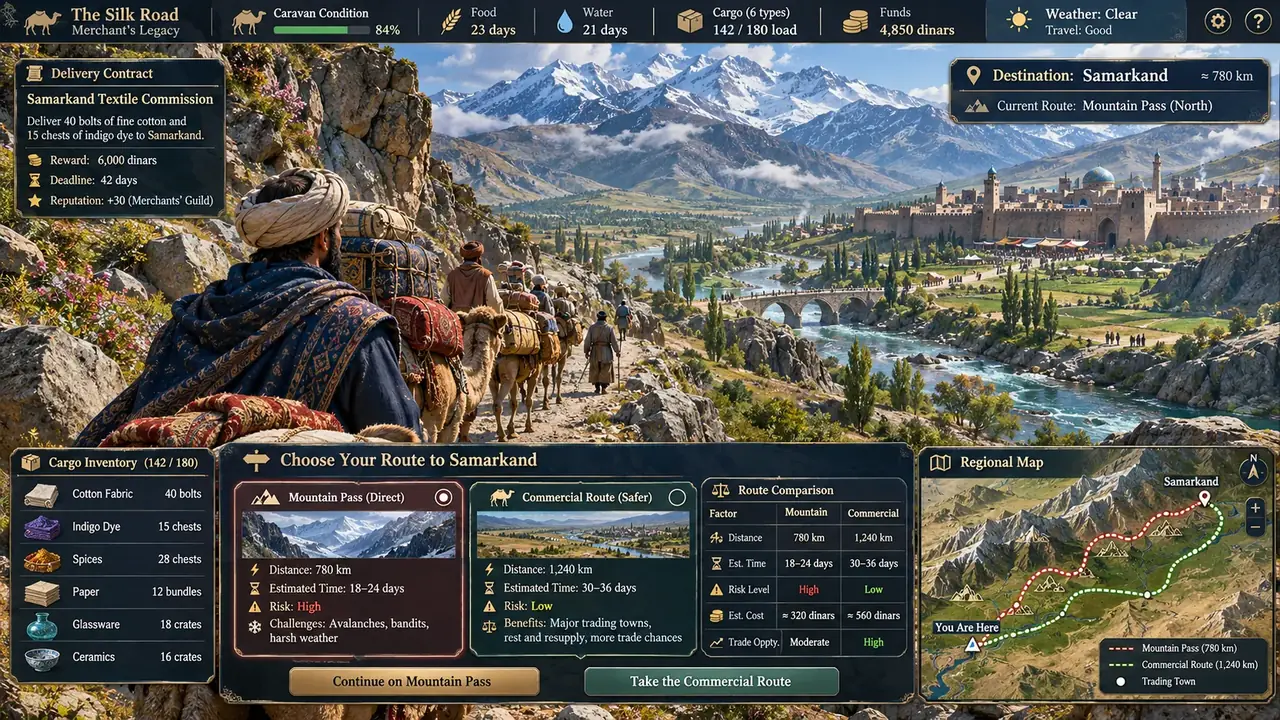 The Silk Road
Merchant's Legacy
Caravan Condition
84%
Food
23 days
Water
21 days
Cargo (6 types)
142 / 180 load
Funds
4,850 dinars
Weather: Clear
Travel: Good
?
Delivery Contract
Samarkand Textile Commission
Deliver 40 bolts of fine cotton and
15 chests of indigo dye to Samarkand.
Reward: 6,000 dinars
Deadline: 42 days
Reputation: +30 (Merchants' Guild)
Destination: Samarkand ≈ 780 km
Current Route: Mountain Pass (North)
Cargo Inventory (142 / 180)
Cotton Fabric 40 bolts
Indigo Dye 15 chests
Spices 28 chests
Paper 12 bundles
Glassware 18 crates
Ceramics 16 crates
Choose Your Route to Samarkand
Mountain Pass (Direct)
Distance: 780 km
Estimated Time: 18–24 days
Risk: High
Challenges: Avalanches, bandits,
harsh weather
Commercial Route (Safer)
Distance: 1,240 km
Estimated Time: 30–36 days
Risk: Low
Benefits: Major trading towns,
rest and resupply, more trade chances
Route Comparison
Factor Mountain Commercial
Distance 780 km 1,240 km
Est. Time 18–24 days 30–36 days
Risk Level High Low
Est. Cost ≈ 320 dinars ≈ 560 dinars
Trade Oppty. Moderate High
Continue on Mountain Pass
Take the Commercial Route
Regional Map
N
+
−
Samarkand
You Are Here
Mountain Pass (780 km)
Commercial Route (1,240 km)
Trading Town